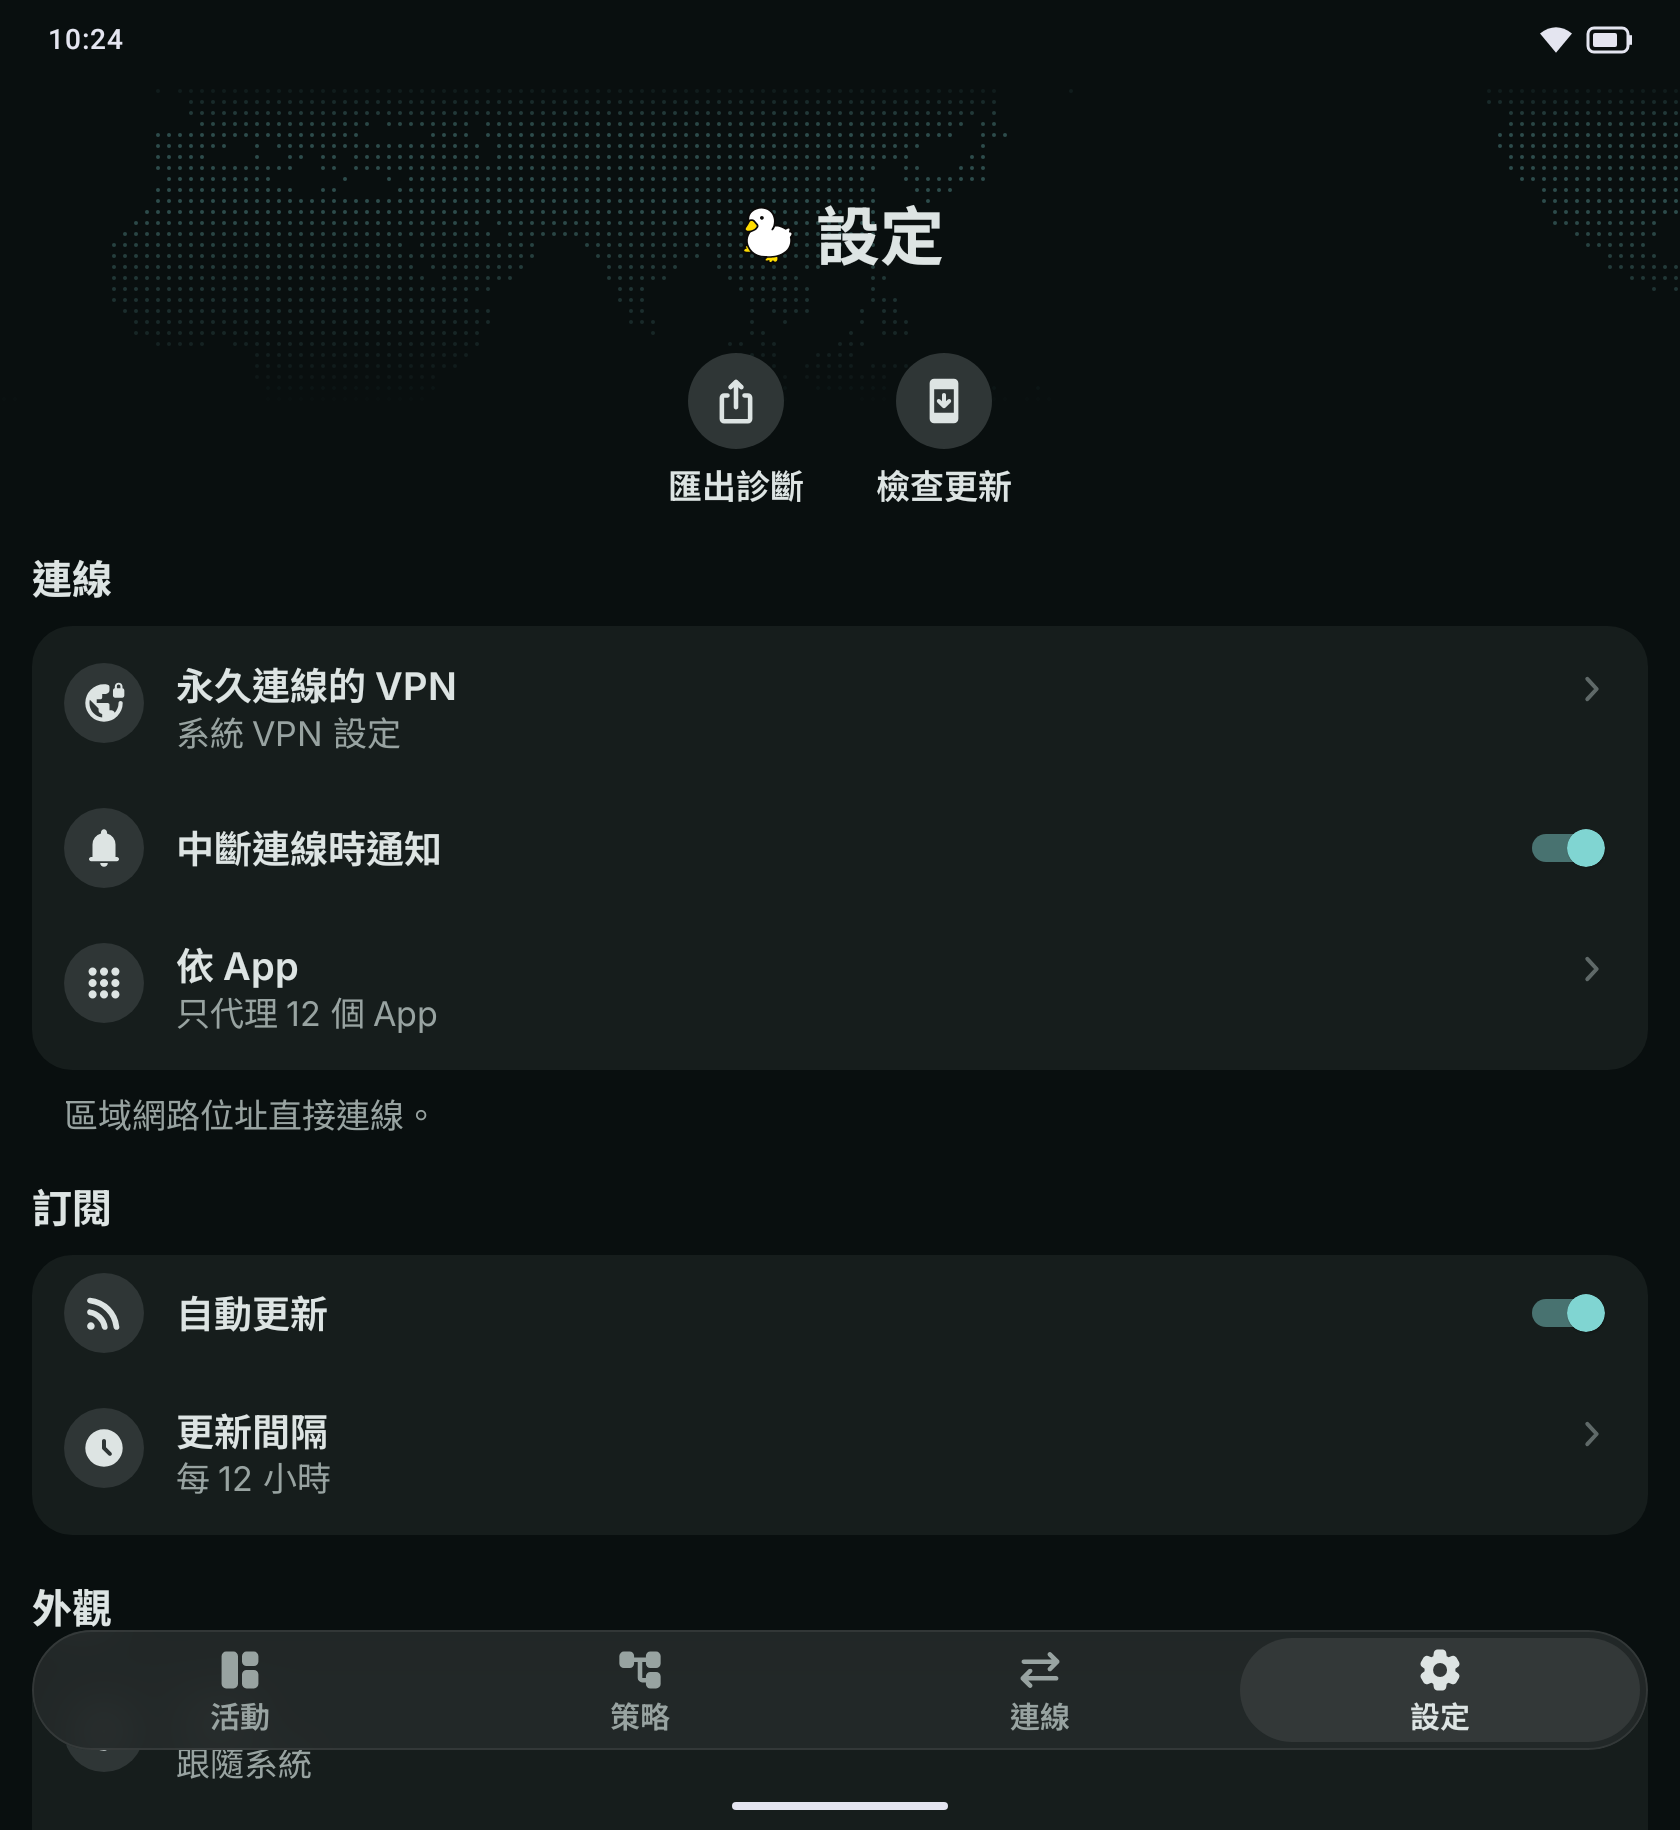 10:24
設定
匯出診斷
檢查更新
連線
永久連線的 VPN
系統 VPN 設定
中斷連線時通知
依 App
只代理 12 個 App
區域網路位址直接連線。
訂閱
自動更新
更新間隔
每 12 小時
外觀
活動
策略
連線
設定
跟隨系統